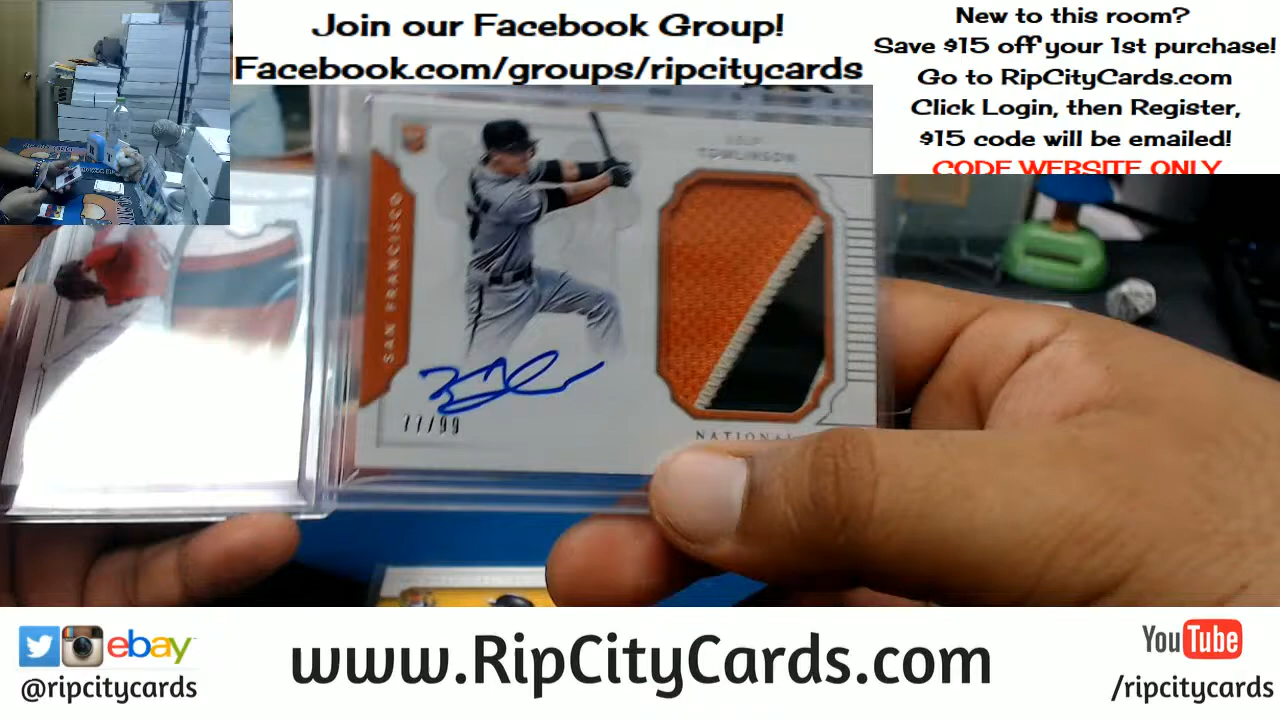 Join our Facebook Group!
Facebook.com/groups/ripcitycards
New to this room?
Save $15 off your 1st purchase!
Go to RipCityCards.com
Click Login, then Register,
$15 code will be emailed!
CODE WEBSITE ONLY
TOMLINSON
SAN FRANCISCO
77/99
NATIONAL
ebay
@ripcitycards
www.RipCityCards.com
YouTube
/ripcitycards